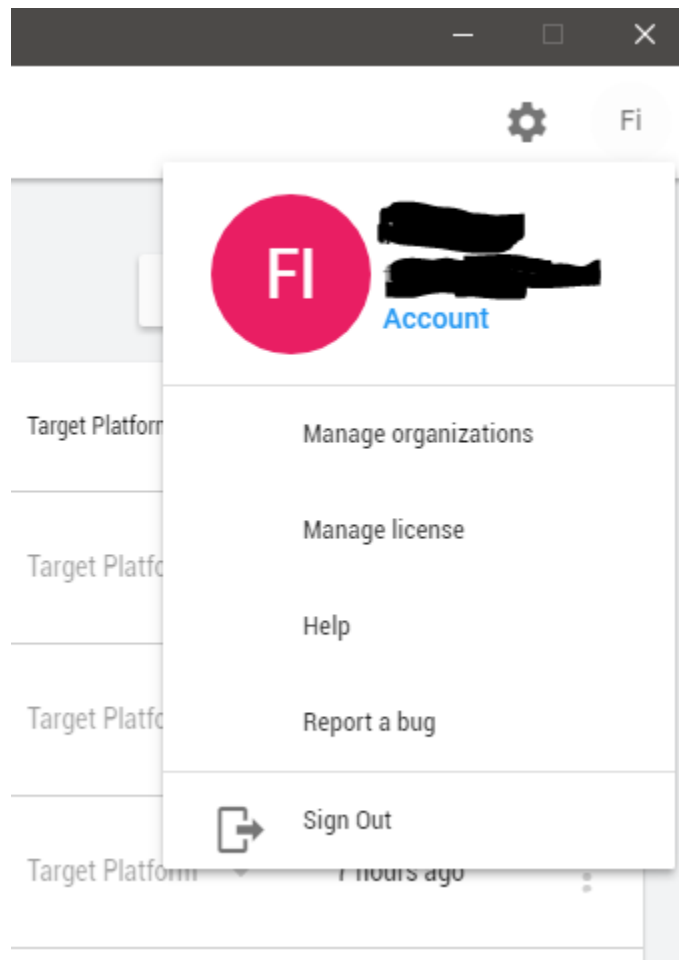 Fi
FI
Account
Target Platform
Manage organizations
Manage license
Target Platfo
Help
Target Platfo
Report a bug
Sign Out
Target Platform
7 hours ago